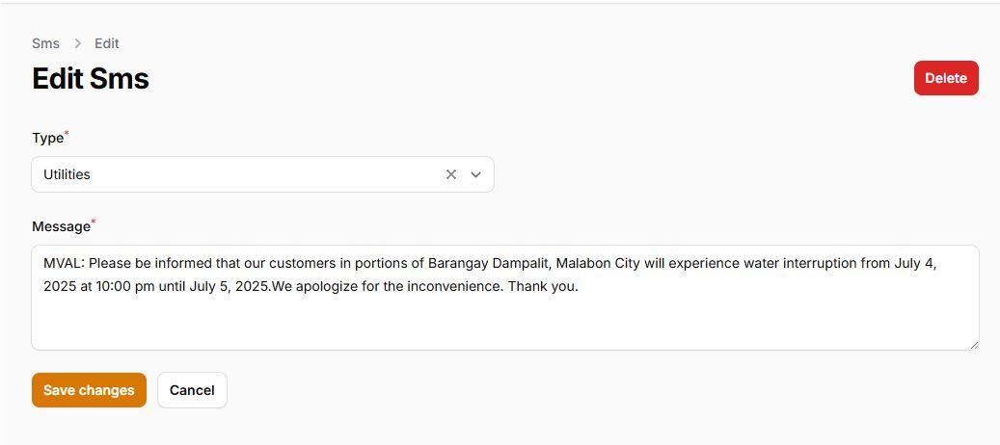 Sms > Edit
Edit Sms
Delete
Type*
Utilities
Message*
MVAL: Please be informed that our customers in portions of Barangay Dampalit, Malabon City will experience water interruption from July 4,
2025 at 10:00 pm until July 5, 2025.We apologize for the inconvenience. Thank you.
Save changes
Cancel